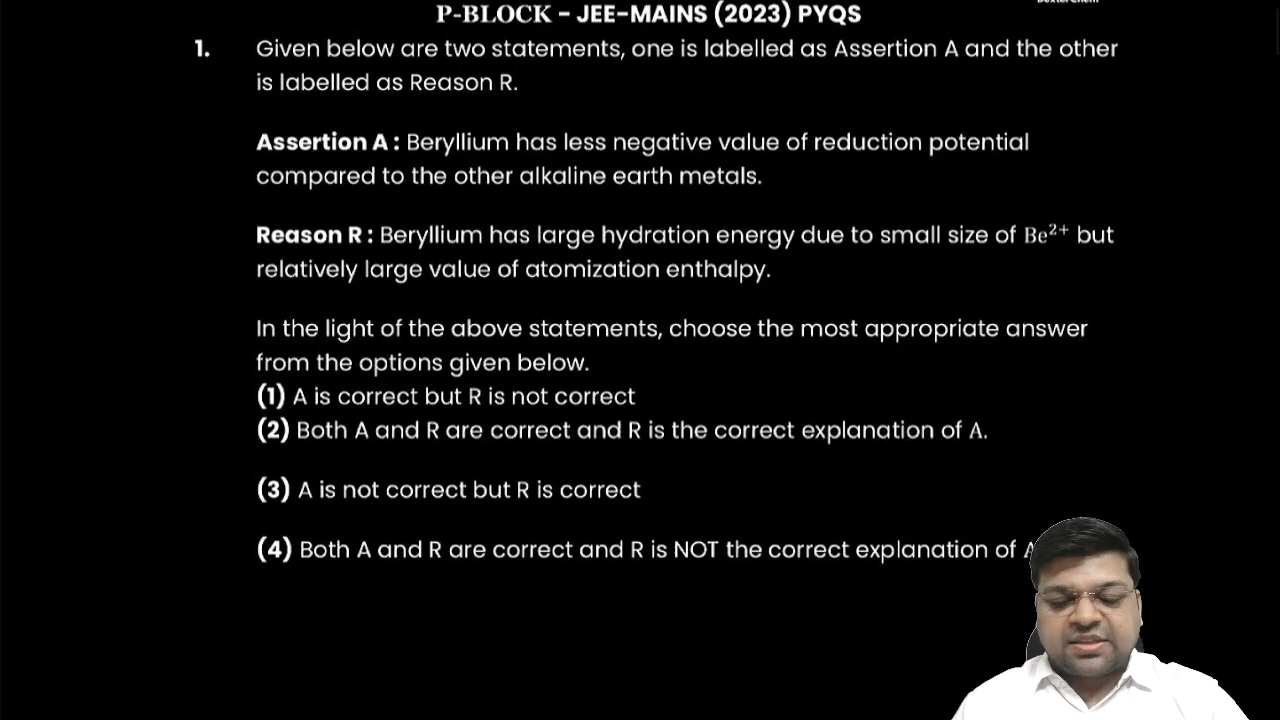 P-BLOCK – JEE-MAINS (2023) PYQS
1. Given below are two statements, one is labelled as Assertion A and the other
is labelled as Reason R.
Assertion A : Beryllium has less negative value of reduction potential
compared to the other alkaline earth metals.
Reason R : Beryllium has large hydration energy due to small size of Be²⁺ but
relatively large value of atomization enthalpy.
In the light of the above statements, choose the most appropriate answer
from the options given below.
(1) A is correct but R is not correct
(2) Both A and R are correct and R is the correct explanation of A.
(3) A is not correct but R is correct
(4) Both A and R are correct and R is NOT the correct explanation of